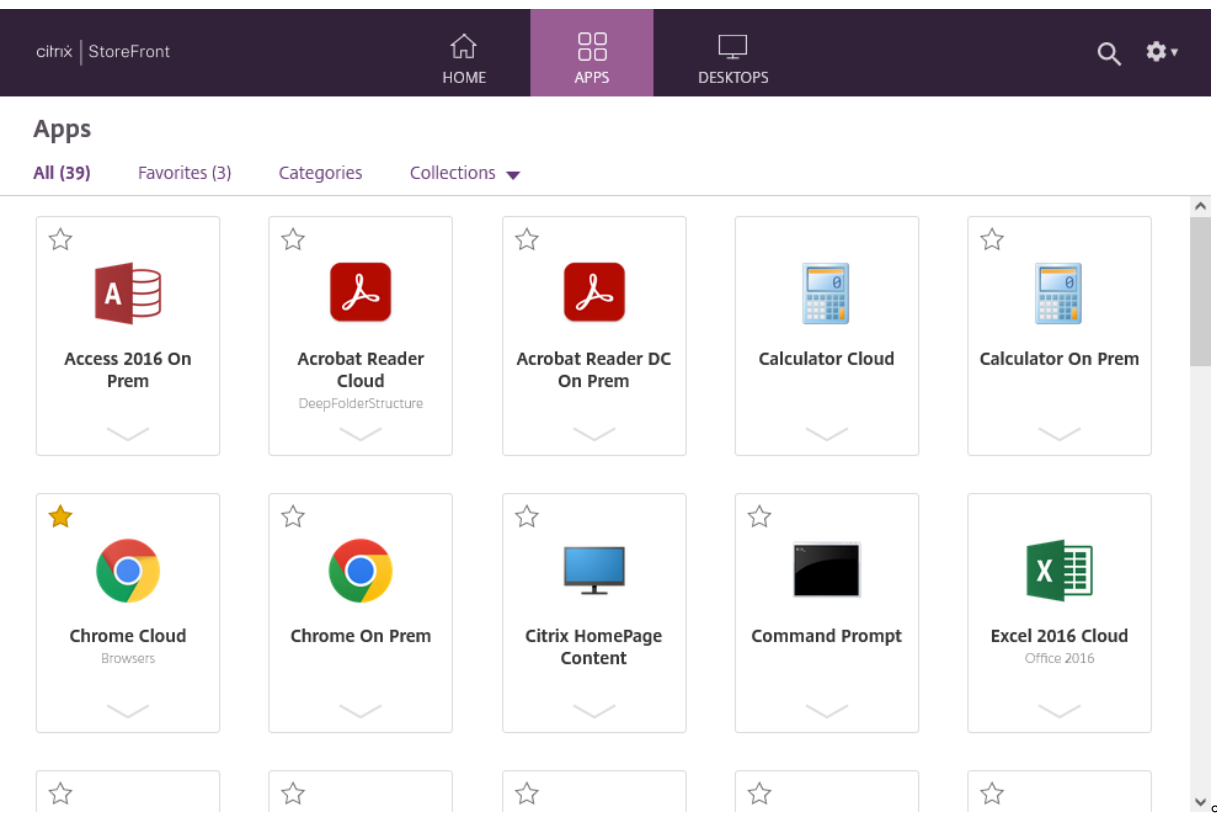 citrix | StoreFront
HOME
APPS
DESKTOPS
Apps
All (39)
Favorites (3)
Categories
Collections
A
0
0
Access 2016 On
Prem
Acrobat Reader
Cloud
DeepFolderStructure
Acrobat Reader DC
On Prem
Calculator Cloud
Calculator On Prem
X
Chrome Cloud
Browsers
Chrome On Prem
Citrix HomePage
Content
Command Prompt
Excel 2016 Cloud
Office 2016